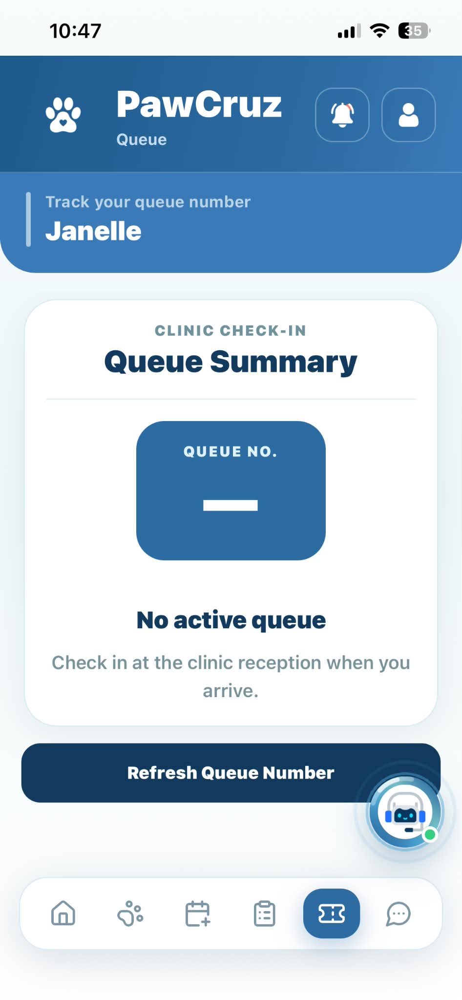 10:47
35
PawCruz
Queue
Track your queue number
Janelle
CLINIC CHECK-IN
Queue Summary
QUEUE NO.
—
No active queue
Check in at the clinic reception when you
arrive.
Refresh Queue Number